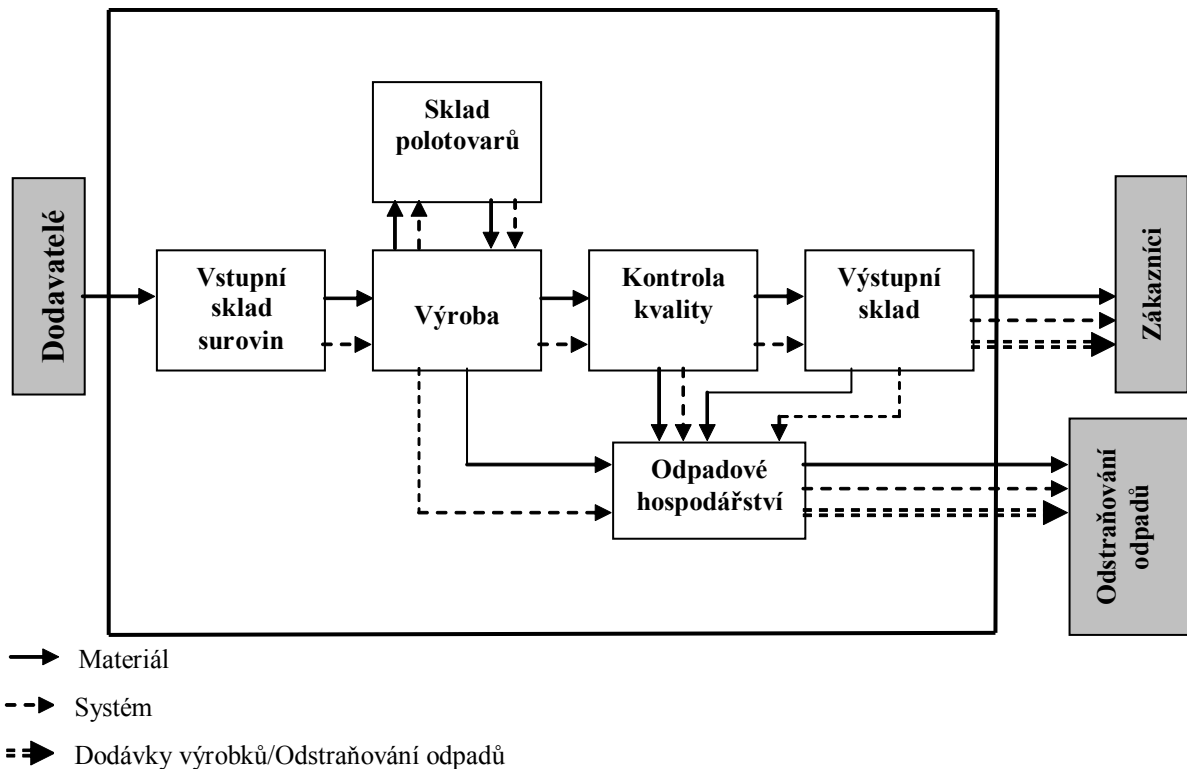 Sklad
polotovarů
Dodavatelé
Vstupní
sklad
surovin
Výroba
Kontrola
kvality
Výstupní
sklad
Zákazníci
Odpadové
hospodářství
Odstraňování
odpadů
Materiál
Systém
Dodávky výrobků/Odstraňování odpadů